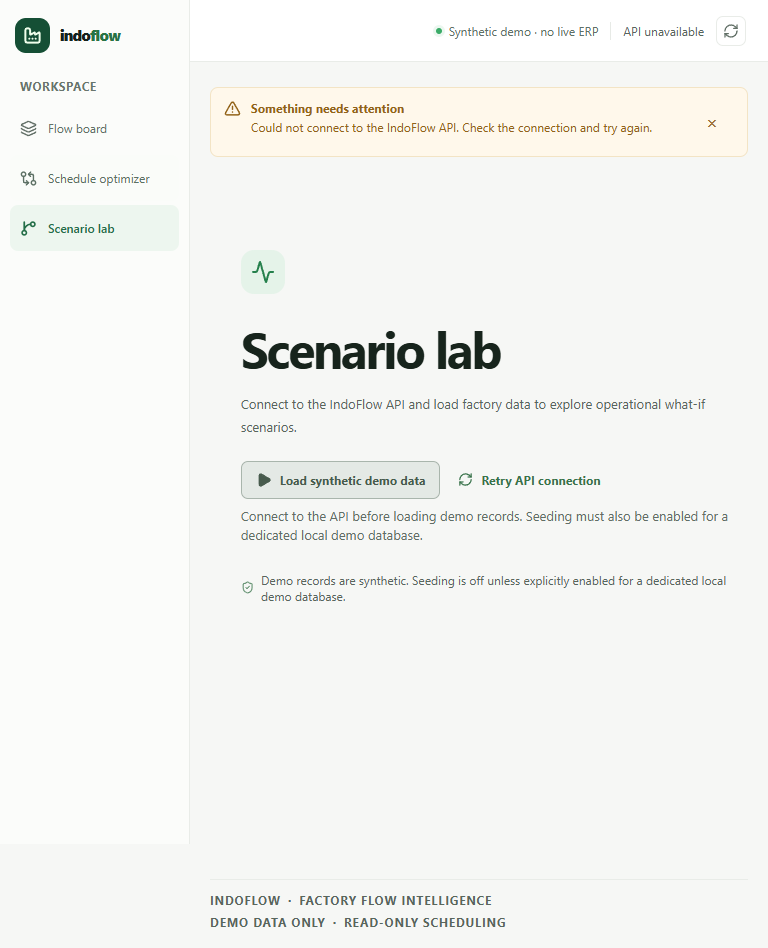 indoflow
WORKSPACE
Flow board
Schedule optimizer
Scenario lab
Synthetic demo · no live ERP
API unavailable
Something needs attention
Could not connect to the IndoFlow API. Check the connection and try again.
Scenario lab
Connect to the IndoFlow API and load factory data to explore operational what-if
scenarios.
Load synthetic demo data
Retry API connection
Connect to the API before loading demo records. Seeding must also be enabled for a
dedicated local demo database.
Demo records are synthetic. Seeding is off unless explicitly enabled for a dedicated local
demo database.
INDOFLOW · FACTORY FLOW INTELLIGENCE
DEMO DATA ONLY · READ-ONLY SCHEDULING